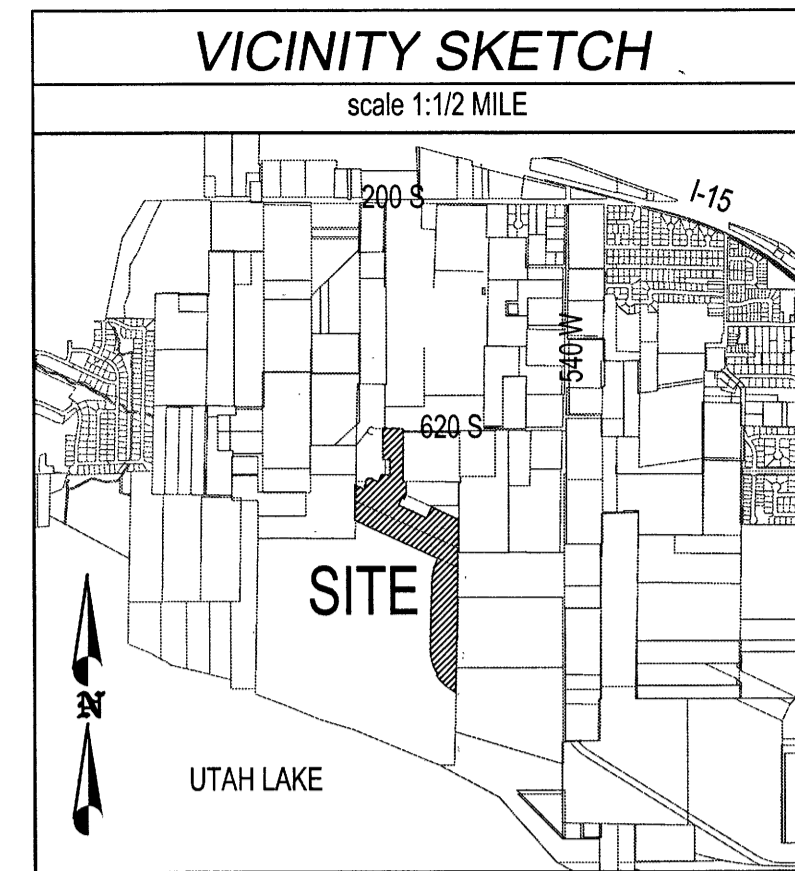 VICINITY SKETCH
scale 1:1/2 MILE
200 S
I-15
540 W
620 S
SITE
N
UTAH LAKE